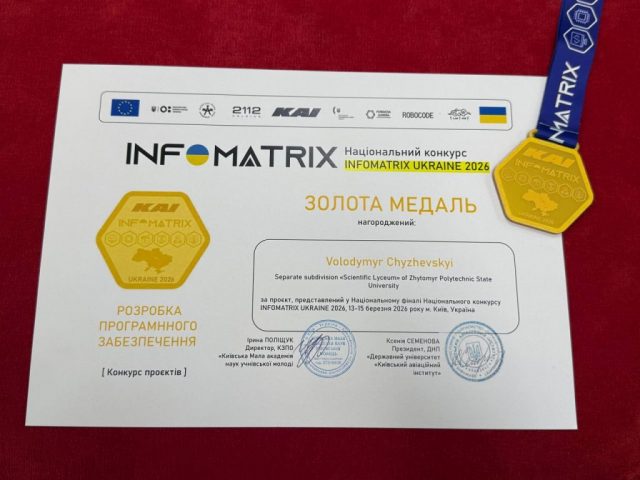 2112
KAI
ROBOCODE
INFOMATRIX
Національний конкурс
INFOMATRIX UKRAINE 2026
MATRIX
KAI
INFOMATRIX
ЗОЛОТА МЕДАЛЬ
нагороджений:
KAI
INFOMATRIX
UKRAINE 2026
Volodymyr Chyzhevskyi
Separate subdivision «Scientific Lyceum» of Zhytomyr Polytechnic State
University
за проєкт, представлений у Національному фіналі Національного конкурсу
INFOMATRIX UKRAINE 2026, 13-15 березня 2026 року м. Київ, Україна
РОЗРОБКА
ПРОГРАМНОГО
ЗАБЕЗПЕЧЕННЯ
[ Конкурс проєктів ]
Ірина ПОЛІЩУК
Директор, КЗПО
«Київська Мала академія
наук учнівської молоді
Ксенія СЕМЕНОВА
Президент, ДНП
«Державний університет
«Київський авіаційний
інститут»